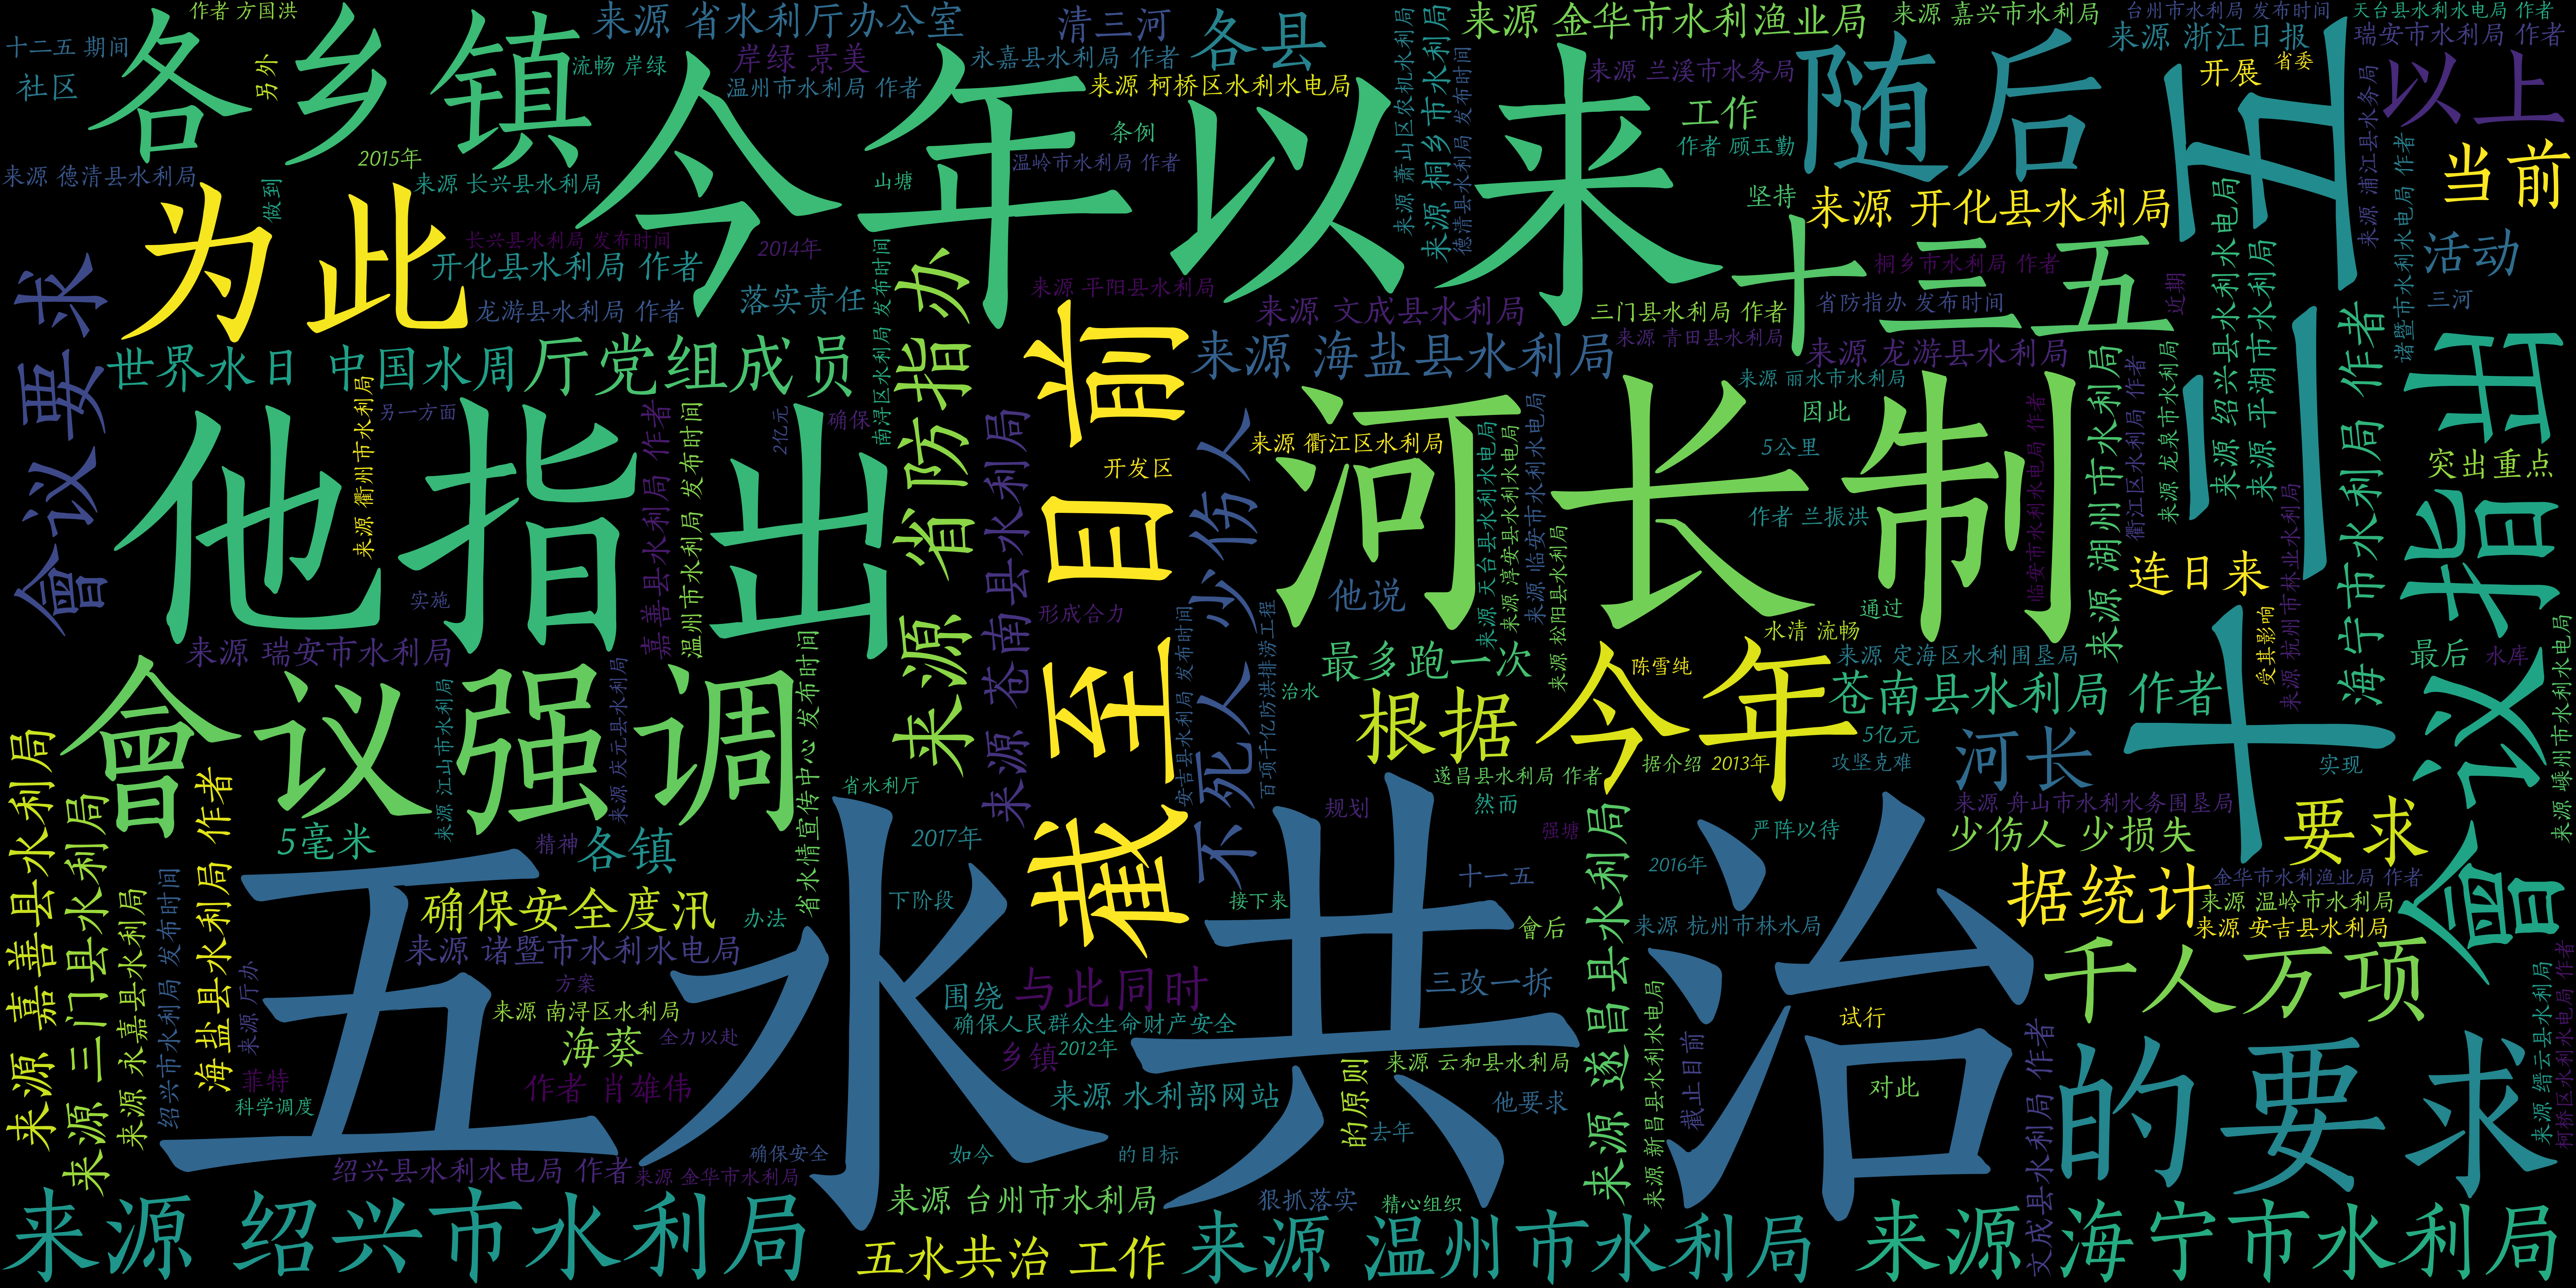 作者 方国洪
来源 省水利厅办公室
清三河
各县
来源 金华市水利渔业局
来源 嘉兴市水利局
台州市水利局 发布时间
天台县水利水电局 作者
十二五 期间
社区
另外
各乡镇
流畅 岸绿
岸绿 景美
永嘉县水利局 作者
温州市水利局 作者
来源 柯桥区水利水电局
来源 兰溪市水务局
来源 浙江日报
瑞安市水利局 作者
开展
省委
以上
今年以来
随后
工作
条例
作者 顾玉勤
温岭市水利局 作者
山塘
坚持
来源 萧山区农机水利局
来源 桐乡市水利局
德清县水利局 发布时间
来源 浦江县水务局
诸暨市水利水电局 作者
当前
来源 德清县水利局
2015年
来源 长兴县水利局
做到
来源 开化县水利局
为此
长兴县水利局 发布时间
2014年
开化县水利局 作者
龙游县水利局 作者
落实责任
来源 平阳县水利局
来源 文成县水利局
三门县水利局 作者
省防指办 发布时间
来源 青田县水利局
桐乡市水利局 作者
近期
活动
三河
十三五
十三五
会议要求
世界水日 中国水周
厅党组成员
南浔区水利局 发布时间
来源 省防指办
来源 海盐县水利局
来源 龙游县水利局
来源 丽水市水利局
来源 绍兴县水利水电局
来源 平湖市水利局
海宁市水利局 作者
会议指出
来源 衢州市水利局
另一方面
2亿元
确保
他指出
嘉善县水利局 作者
温州市水利局 发布时间
来源 苍南县水利局
截至目前
开发区
不死人少伤人
来源 衢江区水利局
河长制
因此
5公里
作者 兰振洪
来源 天台县水利水电局
来源 淳安县水利水电局
来源 临安市水利水电局
来源 松阳县水利局
临安市水利水电局 作者
来源 湖州市水利局
衢江区水利局 作者
来源 龙泉市水利局
来源 杭州市林业水利局
突出重点
连日来
实施
形成合力
他说
通过
水清 流畅
最多跑一次
陈雪纯
来源 定海区水利围垦局
受其影响
最后
水库
来源 瑞安市水利局
会议强调
来源 江山市水利局
来源 庆元县水利局
省水情宣传中心 发布时间
安吉县水利局 发布时间
百项千亿防洪排涝工程
治水
根据
今年
苍南县水利局 作者
5亿元
河长
遂昌县水利局 作者
据介绍
2013年
攻坚克难
实现
来源 嵊州市水利水电局
来源 嘉善县水利局
来源 三门县水利局
来源 永嘉县水利局
海盐县水利局 作者
绍兴市水利局 发布时间
来源 厅办
省水利厅
规划
然而
来源 舟山市水利水务围垦局
要求
5毫米
精神
各镇
2017年
强塘
严阵以待
少伤人 少损失
2016年
十一五
据统计
金华市水利渔业局 作者
来源 温岭市水利局
来源 安吉县水利局
五水共治
确保安全度汛
办法
下阶段
接下来
会后
来源 杭州市林水局
来源 诸暨市水利水电局
方案
与此同时
围绕
三改一拆
千人万项
来源 南浔区水利局
海葵
全力以赴
确保人民群众生命财产安全
乡镇
2012年
来源 遂昌县水利局
来源 新昌县水利水电局
截止目前
试行
菲特
科学调度
作者 肖雄伟
来源 水利部网站
来源 云和县水利局
的原则
他要求
对此
的要求
文成县水利局 作者
来源 缙云县水利局
柯桥区水利水电局 作者
去年
绍兴县水利水电局 作者
来源 金华市水利局
确保安全
如今
的目标
来源 绍兴市水利局
来源 台州市水利局
狠抓落实
精心组织
五水共治 工作
来源 温州市水利局
来源 海宁市水利局